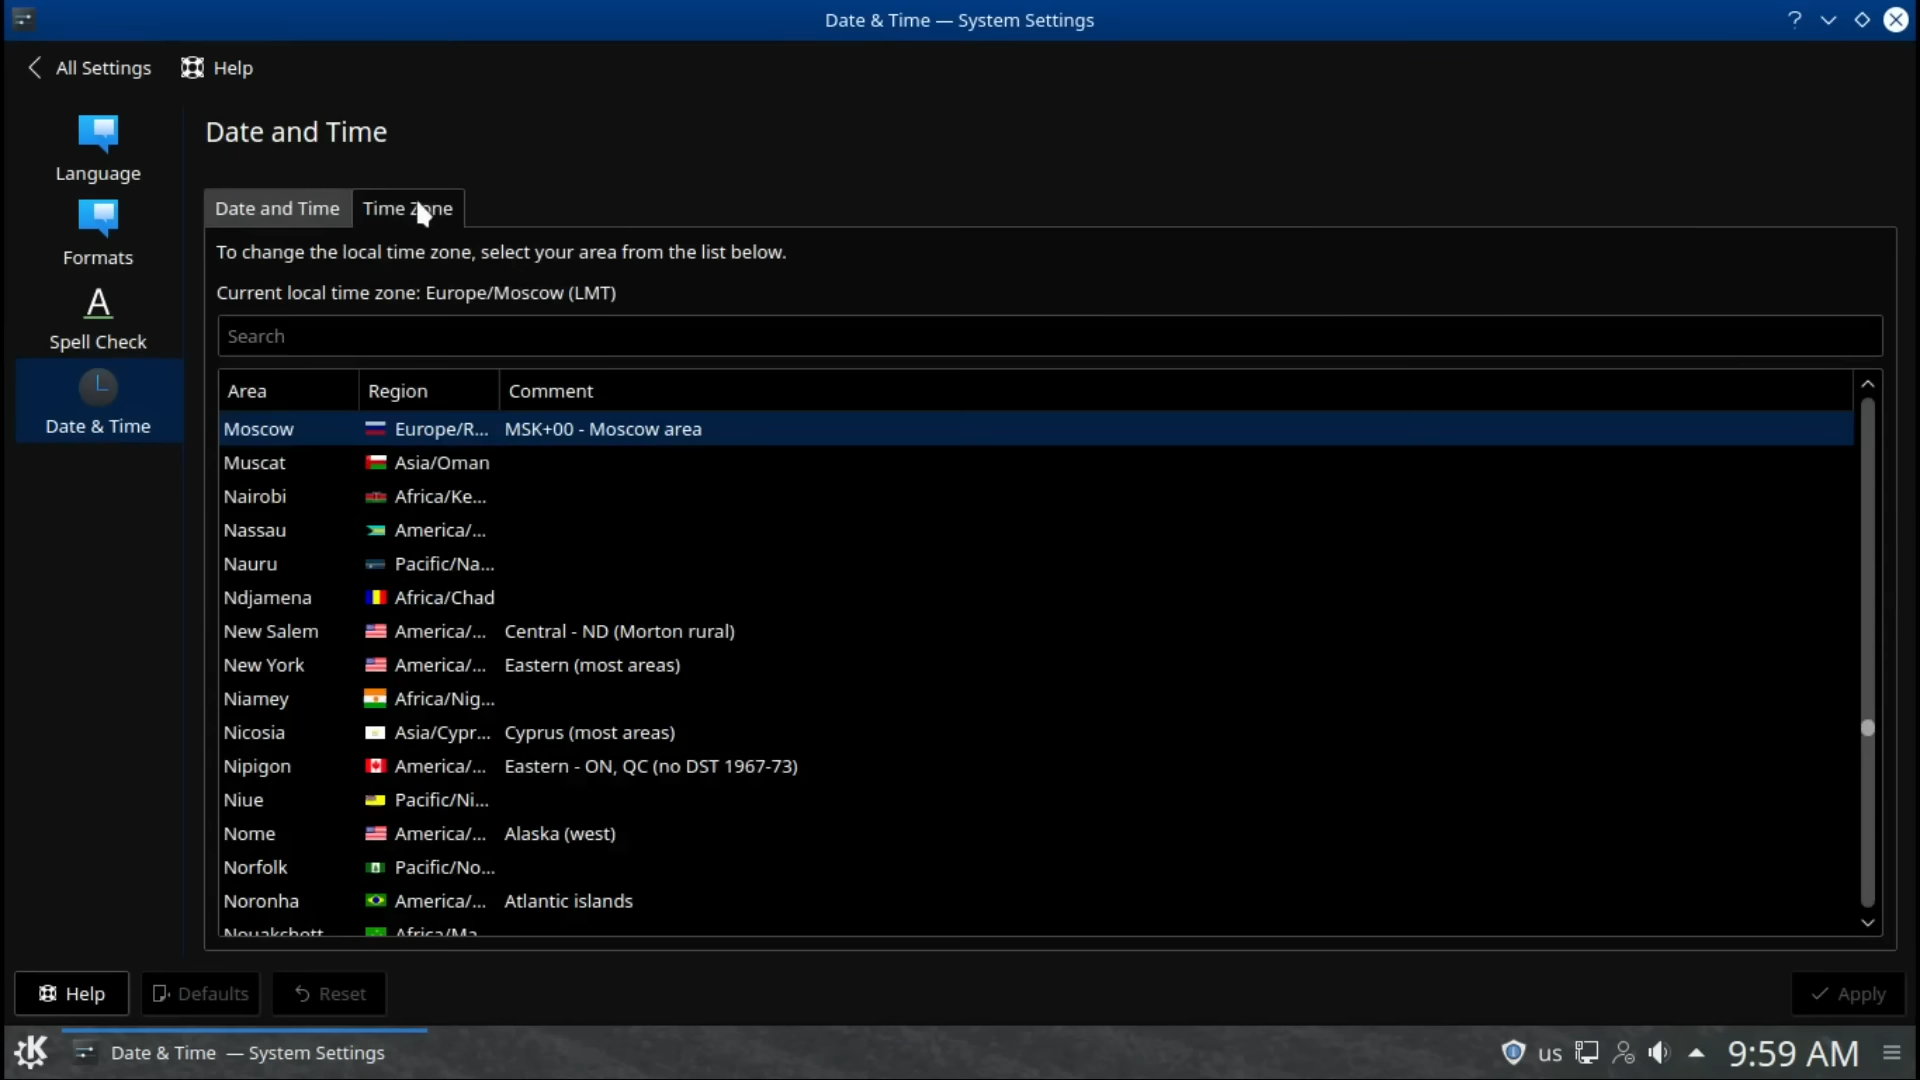 Date & Time — System Settings
All Settings Help
Language
Formats
Spell Check
Date & Time
Date and Time
Date and Time Time Zone
To change the local time zone, select your area from the list below.
Current local time zone: Europe/Moscow (LMT)
Search
Area Region Comment
Moscow Europe/R... MSK+00 - Moscow area
Muscat Asia/Oman
Nairobi Africa/Ke...
Nassau America/...
Nauru Pacific/Na...
Ndjamena Africa/Chad
New Salem America/... Central - ND (Morton rural)
New York America/... Eastern (most areas)
Niamey Africa/Nig...
Nicosia Asia/Cypr... Cyprus (most areas)
Nipigon America/... Eastern - ON, QC (no DST 1967-73)
Niue Pacific/Ni...
Nome America/... Alaska (west)
Norfolk Pacific/No...
Noronha America/... Atlantic islands
Nouakchott Africa/Ma...
Help Defaults Reset Apply
Date & Time — System Settings us 9:59 AM